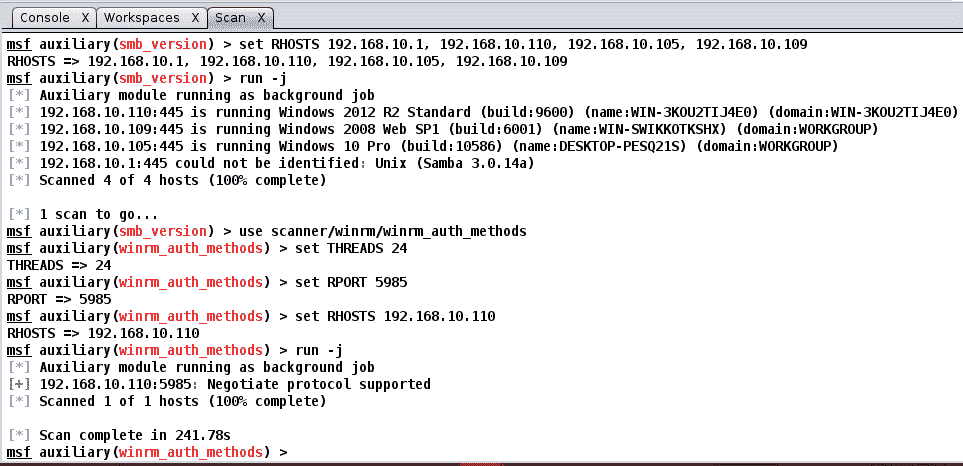 Console X Workspaces X Scan X
msf auxiliary(smb_version) > set RHOSTS 192.168.10.1, 192.168.10.110, 192.168.10.105, 192.168.10.109
RHOSTS => 192.168.10.1, 192.168.10.110, 192.168.10.105, 192.168.10.109
msf auxiliary(smb_version) > run -j
[*] Auxiliary module running as background job
[*] 192.168.10.110:445 is running Windows 2012 R2 Standard (build:9600) (name:WIN-3KOU2TIJ4E0) (domain:WIN-3KOU2TIJ4E0)
[*] 192.168.10.109:445 is running Windows 2008 Web SP1 (build:6001) (name:WIN-SWIKKOTKSHX) (domain:WORKGROUP)
[*] 192.168.10.105:445 is running Windows 10 Pro (build:10586) (name:DESKTOP-PESQ21S) (domain:WORKGROUP)
[*] 192.168.10.1:445 could not be identified: Unix (Samba 3.0.14a)
[*] Scanned 4 of 4 hosts (100% complete)
[*] 1 scan to go...
msf auxiliary(smb_version) > use scanner/winrm/winrm_auth_methods
msf auxiliary(winrm_auth_methods) > set THREADS 24
THREADS => 24
msf auxiliary(winrm_auth_methods) > set RPORT 5985
RPORT => 5985
msf auxiliary(winrm_auth_methods) > set RHOSTS 192.168.10.110
RHOSTS => 192.168.10.110
msf auxiliary(winrm_auth_methods) > run -j
[*] Auxiliary module running as background job
[+] 192.168.10.110:5985: Negotiate protocol supported
[*] Scanned 1 of 1 hosts (100% complete)
[*] Scan complete in 241.78s
msf auxiliary(winrm_auth_methods) >